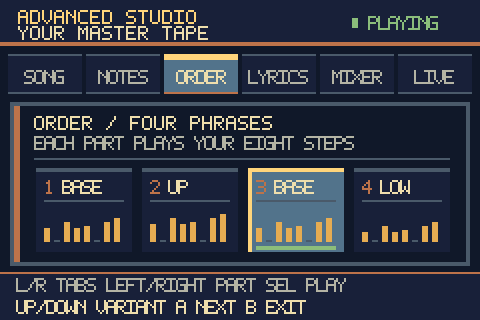 ADVANCED STUDIO
YOUR MASTER TAPE
PLAYING
SONG NOTES ORDER LYRICS MIXER LIVE
ORDER / FOUR PHRASES
EACH PART PLAYS YOUR EIGHT STEPS
1 BASE 2 UP 3 BASE 4 LOW
L/R TABS LEFT/RIGHT PART SEL PLAY
UP/DOWN VARIANT A NEXT B EXIT